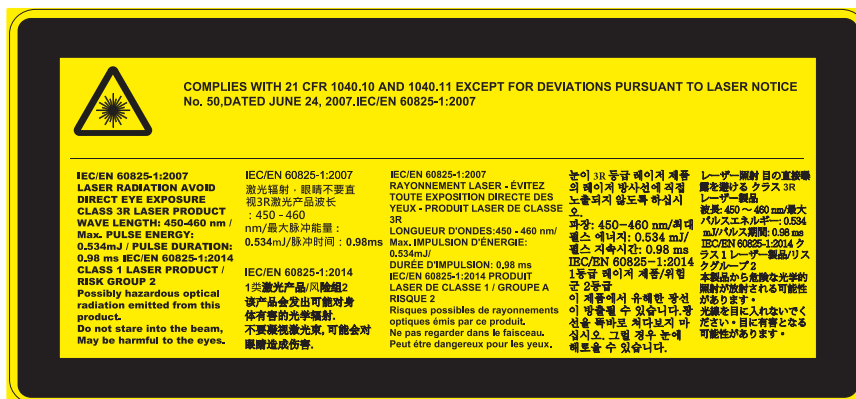 COMPLIES WITH 21 CFR 1040.10 AND 1040.11 EXCEPT FOR DEVIATIONS PURSUANT TO LASER NOTICE
No. 50,DATED JUNE 24, 2007.IEC/EN 60825-1:2007
IEC/EN 60825-1:2007
LASER RADIATION AVOID
DIRECT EYE EXPOSURE
CLASS 3R LASER PRODUCT
WAVE LENGTH: 450-460 nm /
Max. PULSE ENERGY:
0.534mJ / PULSE DURATION:
0.98 ms IEC/EN 60825-1:2014
CLASS 1 LASER PRODUCT /
RISK GROUP 2
Possibly hazardous optical
radiation emitted from this
product.
Do not stare into the beam,
May be harmful to the eyes.
IEC/EN 60825-1:2007
激光辐射，眼睛不要直
视3R激光产品波长
：450 - 460
nm/最大脉冲能量：
0.534mJ/脉冲时间：0.98ms
IEC/EN 60825-1:2014
1类激光产品/风险组2
该产品会发出可能对身
体有害的光学辐射.
不要凝视激光束, 可能会对
眼睛造成伤害.
IEC/EN 60825-1:2007
RAYONNEMENT LASER - ÉVITEZ
TOUTE EXPOSITION DIRECTE DES
YEUX - PRODUIT LASER DE CLASSE
3R
LONGUEUR D'ONDES:450 - 460 nm/
Max. IMPULSION D'ÉNERGIE:
0.534mJ/
DURÉE D'IMPULSION: 0,98 ms
IEC/EN 60825-1:2014 PRODUIT
LASER DE CLASSE 1 / GROUPE A
RISQUE 2
Risques possibles de rayonnements
optiques émis par ce produit.
Ne pas regarder dans le faisceau.
Peut étre dangereux pour les yeux.
눈이 3R 등급 레이저 제품
의 레이저 방사선에 직접
노출되지 않도록 하십시
오.
파장: 450-460 nm/최대
펄스 에너지: 0.534 mJ/
펄스 지속시간: 0.98 ms
IEC/EN 60825-1:2014
1등급 레이저 제품/위험
군 2등급
이 제품에서 유해한 광선
이 방출될 수 있습니다.광
선을 똑바로 쳐다보지 마
십시오. 그럴 경우 눈에
해로울 수 있습니다.
レーザー照射 目の直接曝
露を避ける クラス 3R
レーザー製品
波長: 450 ～ 460 nm/最大
パルスエネルギー: 0.534
mJ/パルス期間: 0.98 ms
IEC/EN 60825-1:2014 ク
ラス 1 レーザー製品/リス
クグループ 2
本製品から危険な光学的
照射が放射される可能性
があります。
光線を目に入れないでく
ださい。目に有害となる
可能性があります。